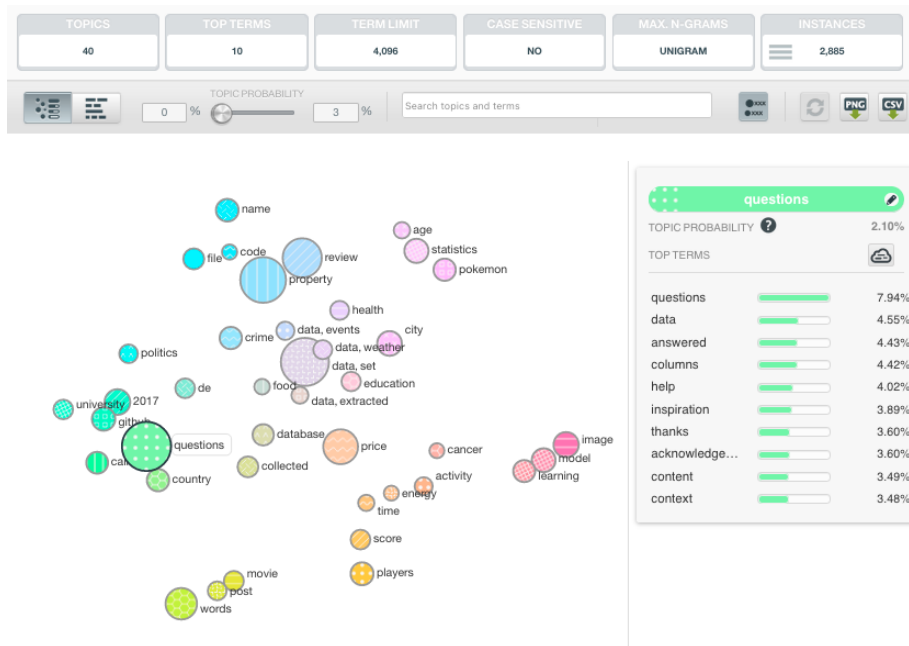 TOPICS TOP TERMS TERM LIMIT CASE SENSITIVE MAX. N-GRAMS INSTANCES
40 10 4,096 NO UNIGRAM 2,885
TOPIC PROBABILITY
0 % 3 % Search topics and terms
xxx
xxx
PNG CSV
name
age
code
statistics
file
review
pokemon
property
health
data, events
city
crime
data, weather
politics
data, set
de
food
education
2017
university
data, extracted
github
database
questions
price
image
cancer
model
collected
activity
learning
country
energy
time
score
movie
players
post
words
questions
TOPIC PROBABILITY ? 2.10%
TOP TERMS
questions 7.94%
data 4.55%
answered 4.43%
columns 4.42%
help 4.02%
inspiration 3.89%
thanks 3.60%
acknowledge... 3.60%
content 3.49%
context 3.48%